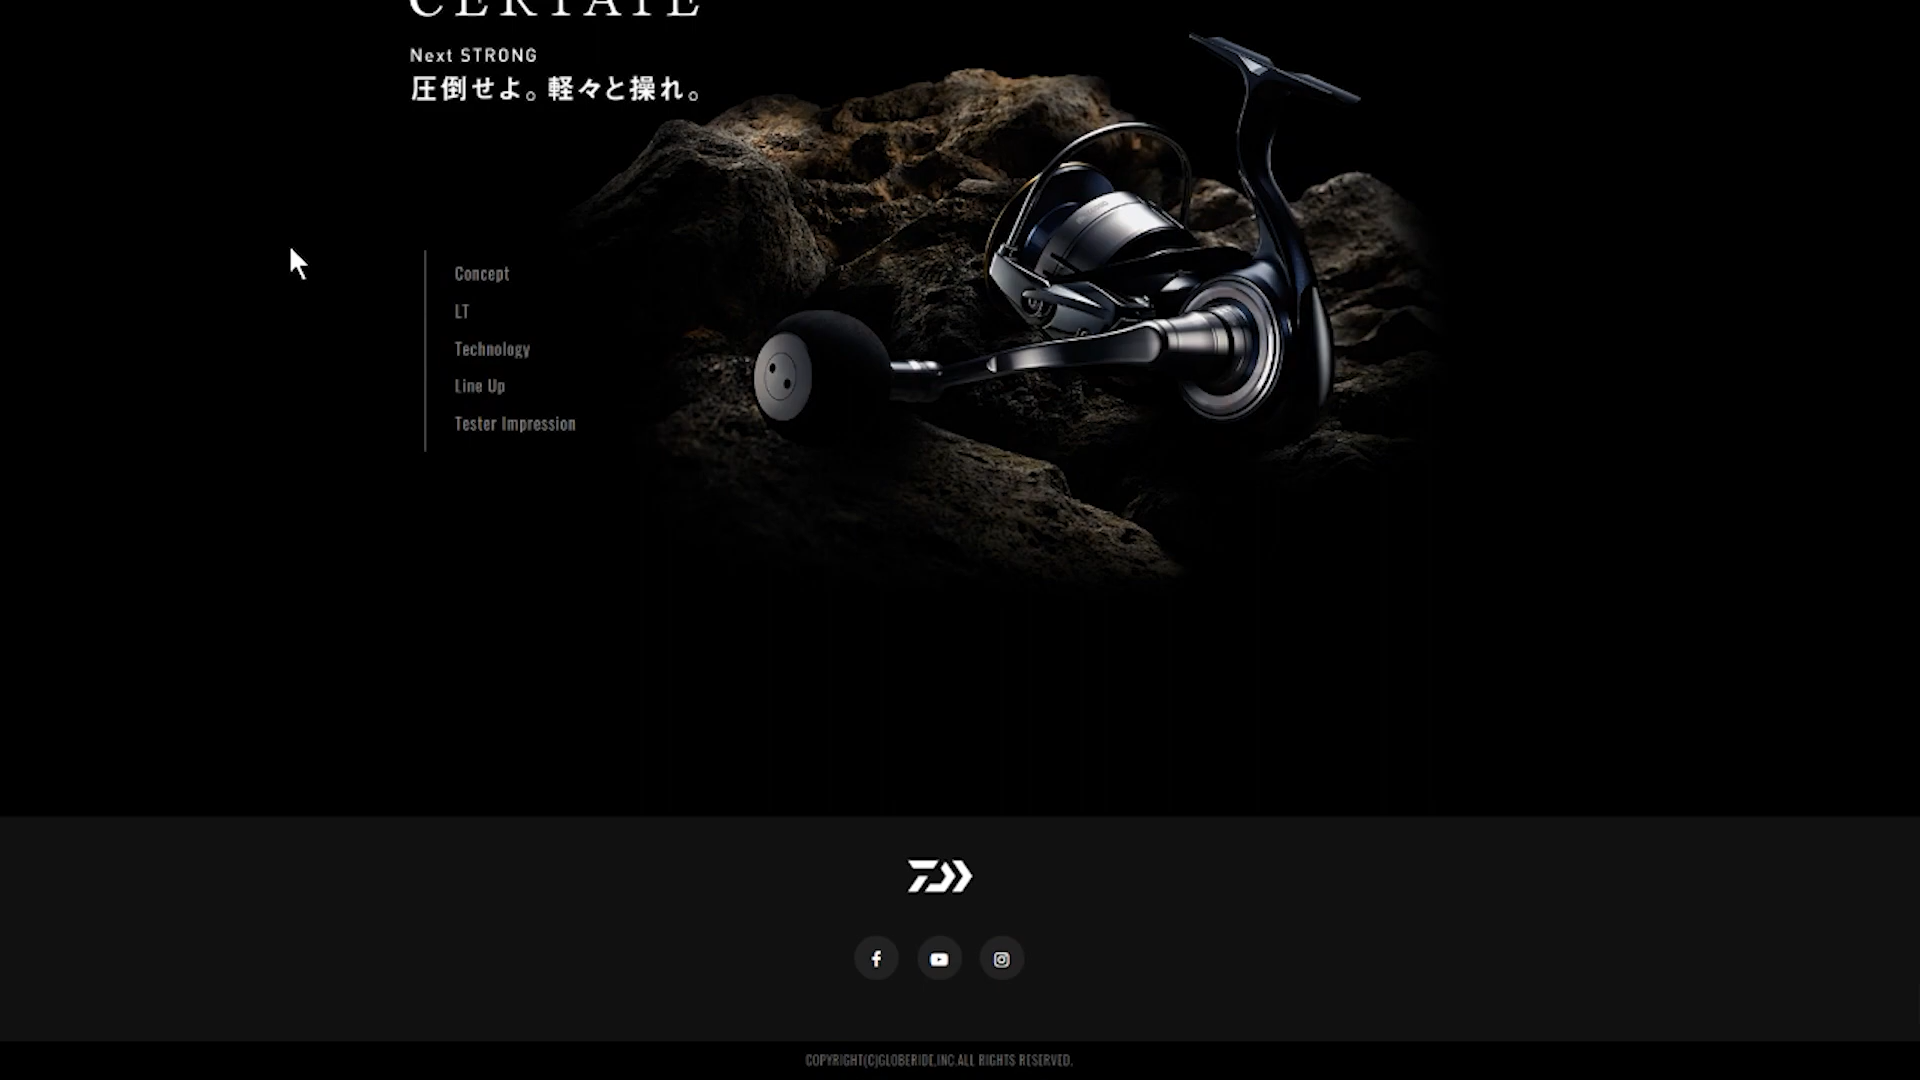 CERTATE
Next STRONG
圧倒せよ。軽々と操れ。
Concept
LT
Technology
Line Up
Tester Impression
COPYRIGHT(C)GLOBERIDE,INC.ALL RIGHTS RESERVED.